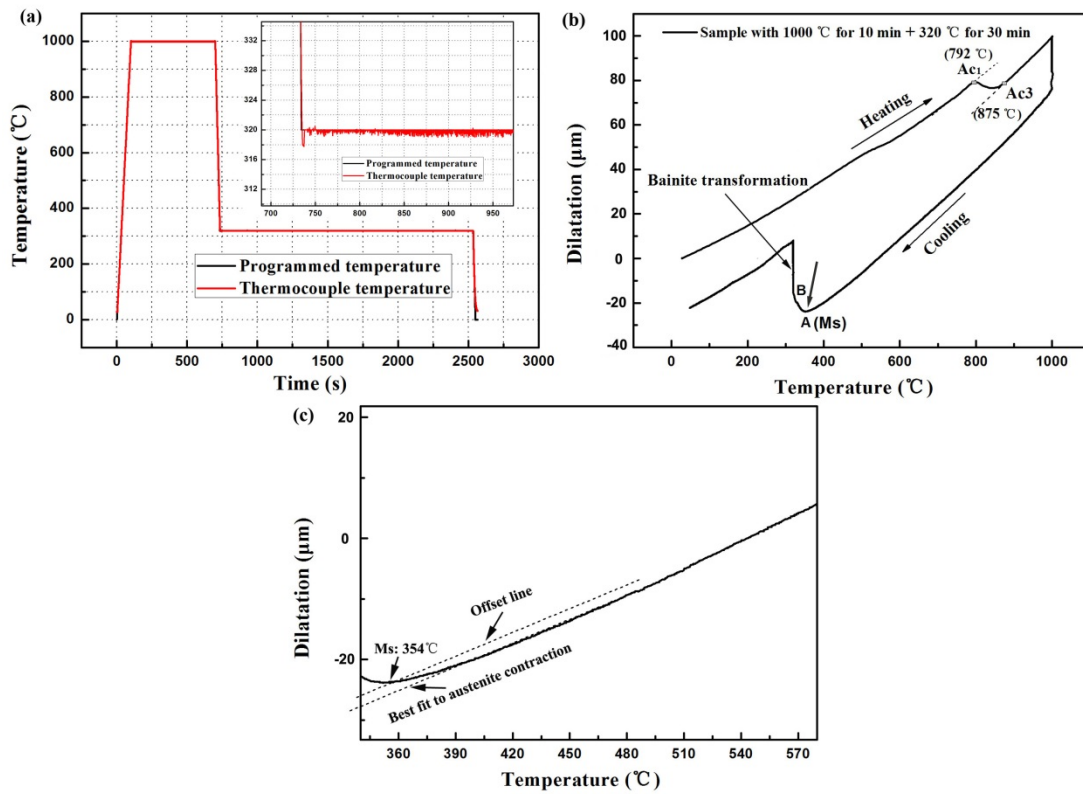 (a)
1000
800
600
400
200
0
Temperature (℃)
0
500
1000
1500
2000
2500
3000
Time (s)
Programmed temperature
Thermocouple temperature
336
332
328
324
320
316
312
700
750
800
850
900
950
Programmed temperature
Thermocouple temperature
(b)
Sample with 1000 ℃ for 10 min + 320 ℃ for 30 min
100
80
60
40
20
0
-20
-40
Dilatation (μm)
(792 ℃)
Ac1
Ac3
(875 ℃)
Heating
Bainite transformation
Cooling
B
A (Ms)
0
200
400
600
800
1000
Temperature (℃)
(c)
20
0
-20
Dilatation (μm)
Offset line
Ms: 354℃
Best fit to austenite contraction
360
390
420
450
480
510
540
570
Temperature (℃)